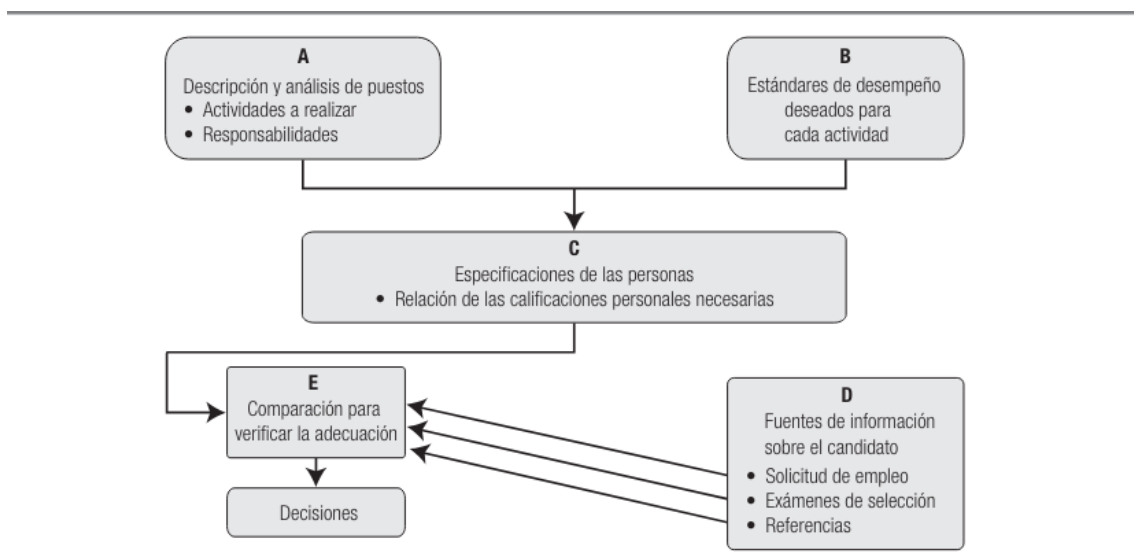 A
Descripción y análisis de puestos
• Actividades a realizar
• Responsabilidades
B
Estándares de desempeño
deseados para
cada actividad
C
Especificaciones de las personas
• Relación de las calificaciones personales necesarias
E
Comparación para
verificar la adecuación
D
Fuentes de información
sobre el candidato
• Solicitud de empleo
• Exámenes de selección
• Referencias
Decisiones